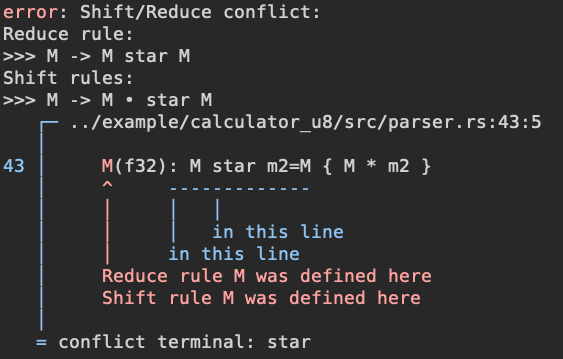 error: Shift/Reduce conflict:
Reduce rule:
>>> M -> M star M
Shift rules:
>>> M -> M • star M
../example/calculator_u8/src/parser.rs:43:5
43 M(f32): M star m2=M { M * m2 }
^ -------------
in this line
in this line
Reduce rule M was defined here
Shift rule M was defined here
= conflict terminal: star